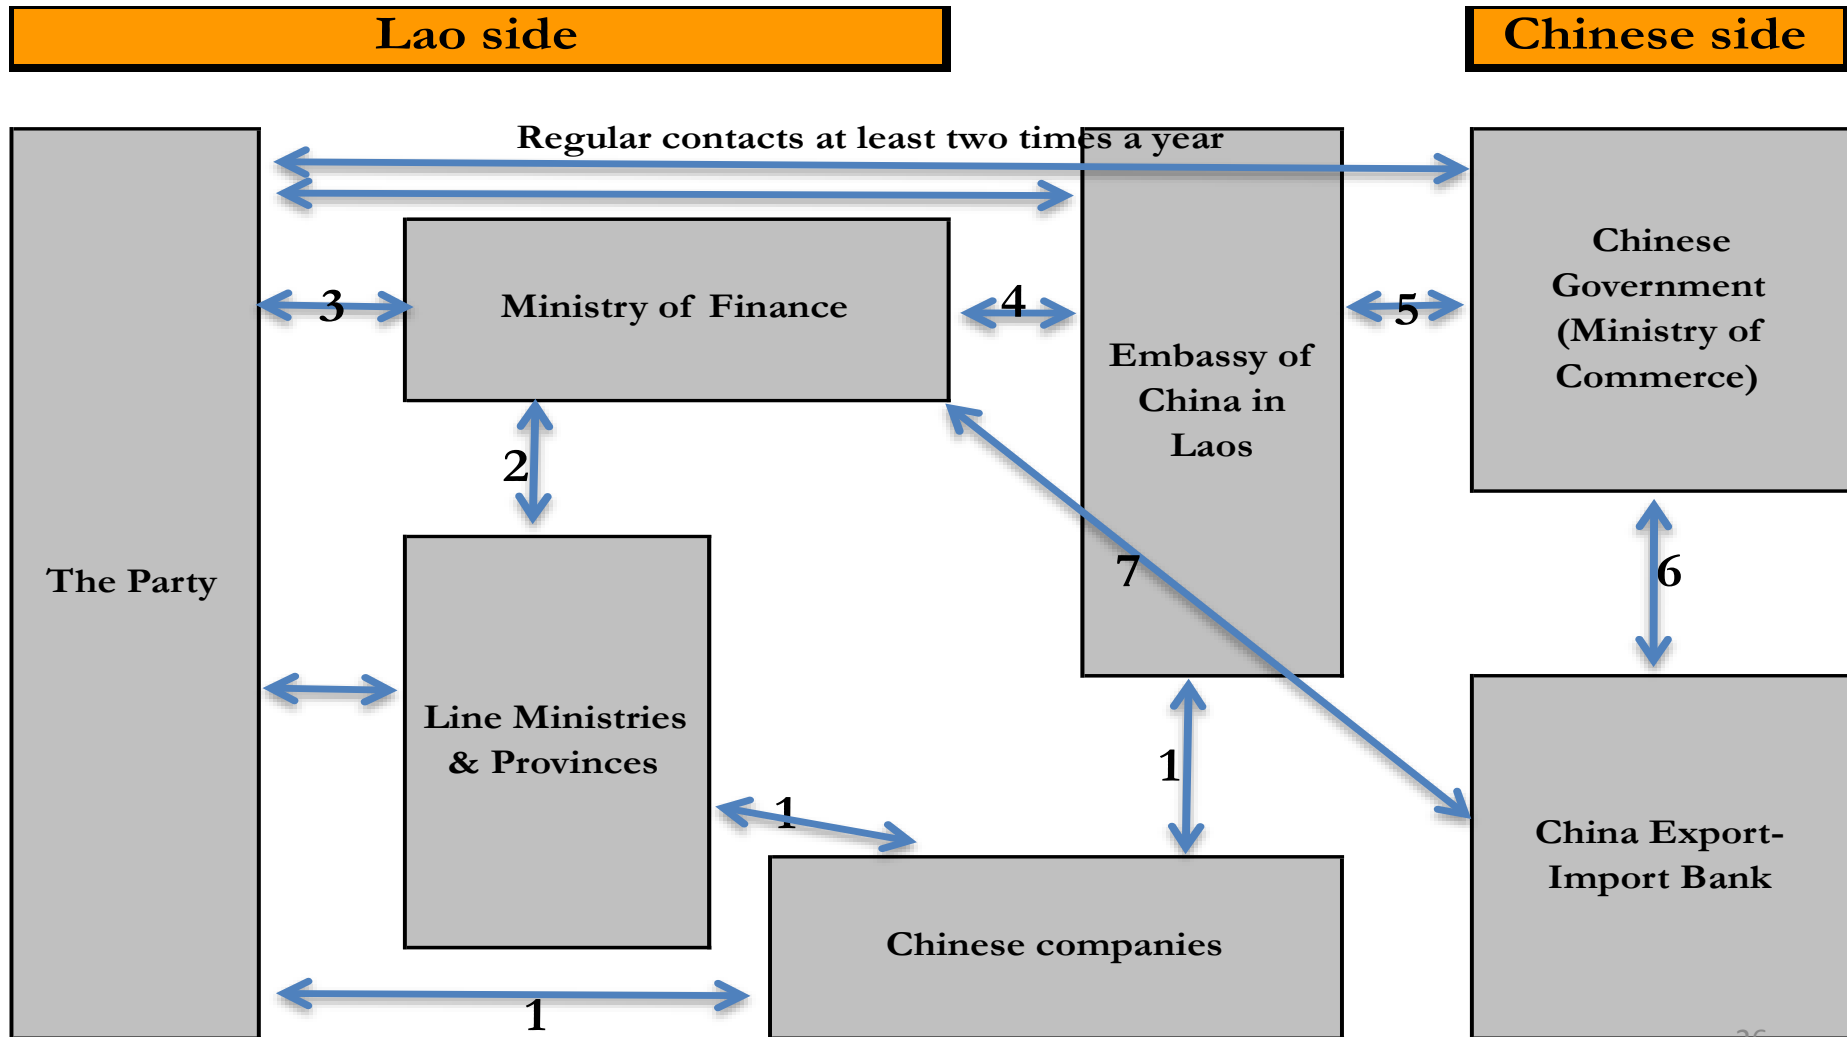 Lao side
Chinese side
Regular contacts at least two times a year
3
Ministry of Finance
4
5
Chinese
Government
(Ministry of
Commerce)
Embassy of
China in
Laos
2
The Party
7
6
Line Ministries
& Provinces
1
1
China Export-
Import Bank
Chinese companies
1